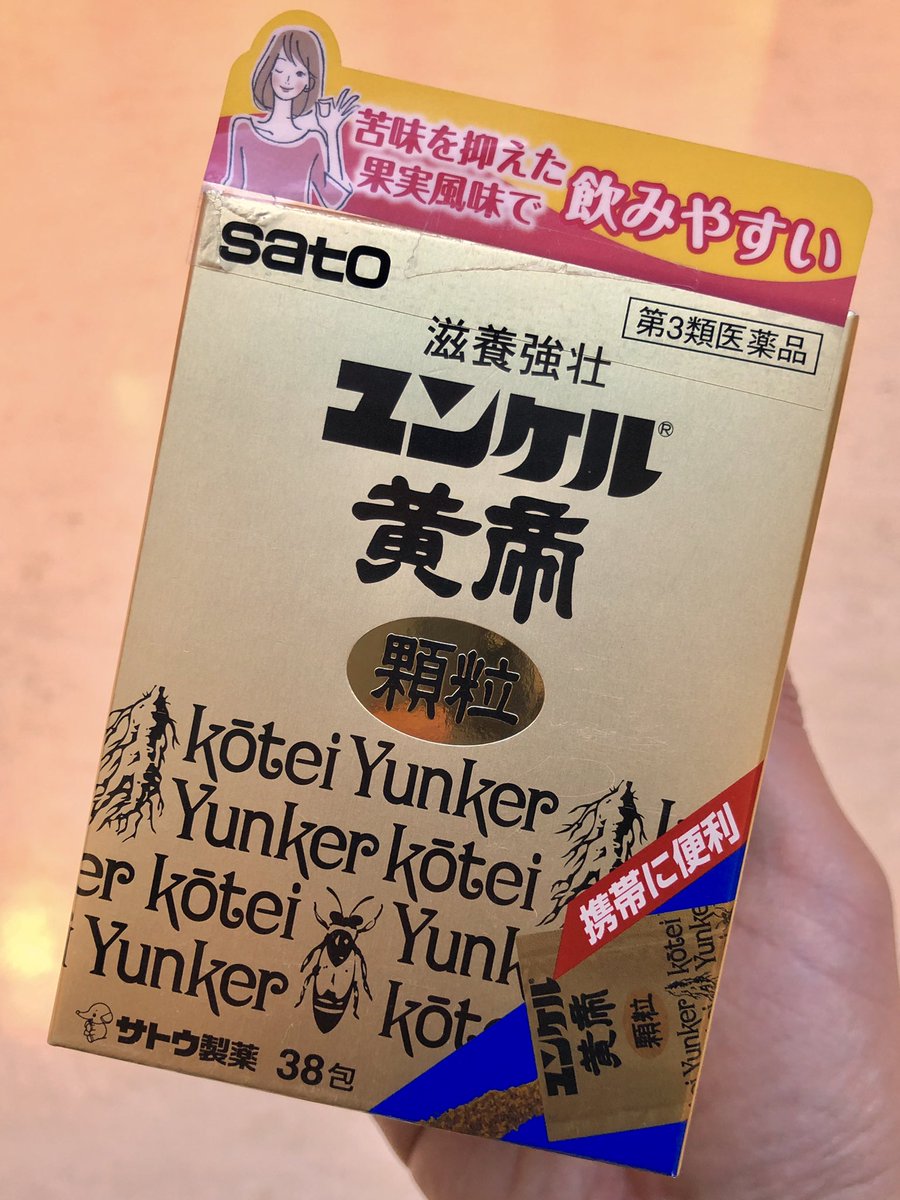 苦味を抑えた
果実風味で
飲みやすい
sato
第3類医薬品
滋養強壮
ユンケル®
黄帝
顆粒
kōtei Yunker
Yunker kōtei
er kōtei Yunk
Yunker kōte
携帯に便利
ユンケル
黄帝
顆粒
kōtei
Yunke
Yunker
サトウ製薬 38包